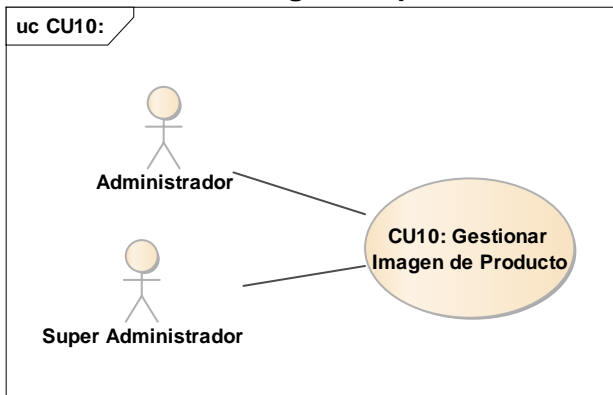 uc CU10:
Administrador
CU10: Gestionar
Imagen de Producto
Super Administrador